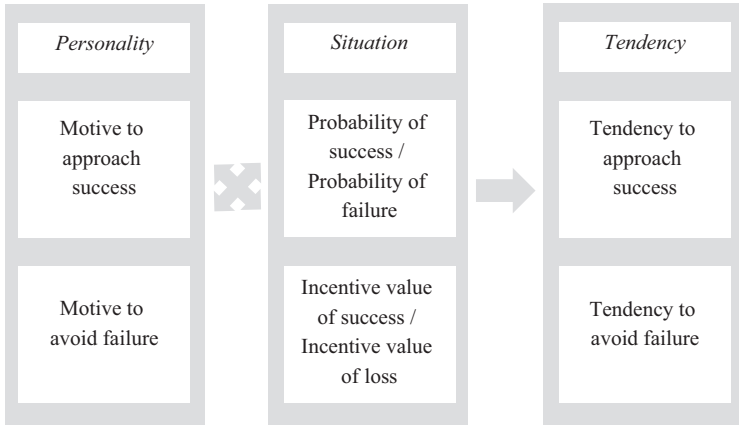 Personality
Motive to
approach
success
Motive to
avoid failure
Situation
Probability of
success /
Probability of
failure
Incentive value
of success /
Incentive value
of loss
Tendency
Tendency to
approach
success
Tendency to
avoid failure